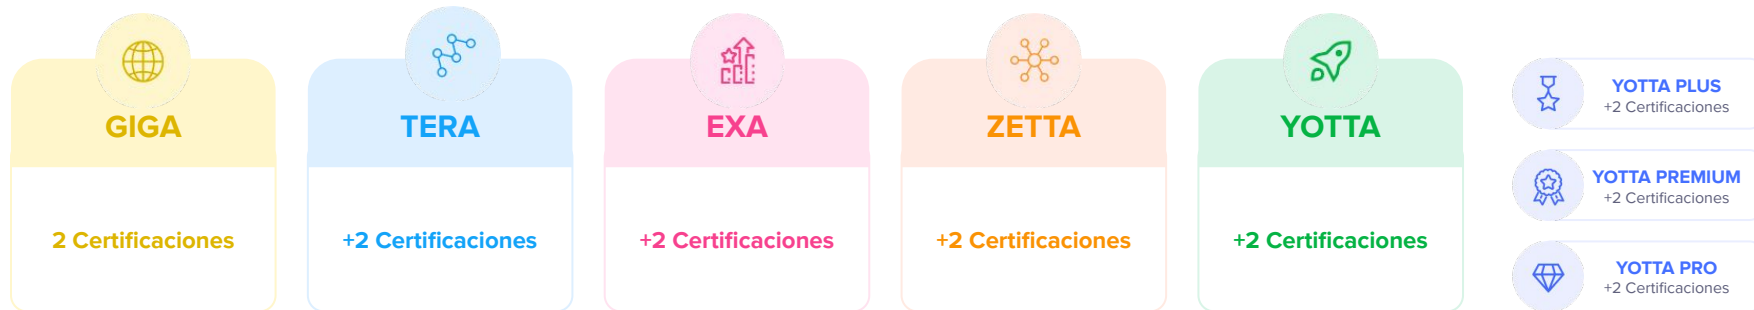 GIGA
2 Certificaciones
TERA
+2 Certificaciones
EXA
+2 Certificaciones
ZETTA
+2 Certificaciones
YOTTA
+2 Certificaciones
YOTTA PLUS
+2 Certificaciones
YOTTA PREMIUM
+2 Certificaciones
YOTTA PRO
+2 Certificaciones